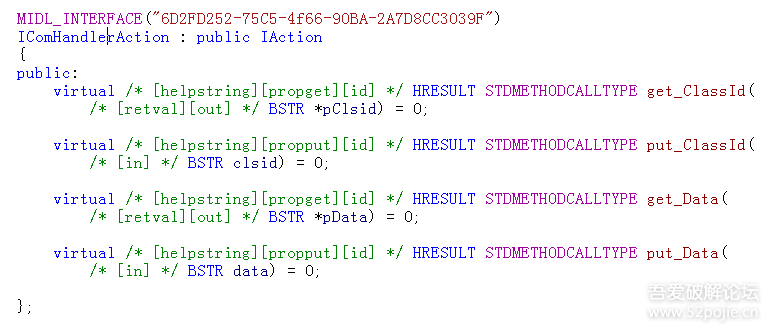 MIDL_INTERFACE("6D2FD252-75C5-4f66-90BA-2A7D8CC3039F")
IComHandlerAction : public IAction
{
public:
    virtual /* [helpstring][propget][id] */ HRESULT STDMETHODCALLTYPE get_ClassId(
        /* [retval][out] */ BSTR *pClsid) = 0;
    virtual /* [helpstring][propput][id] */ HRESULT STDMETHODCALLTYPE put_ClassId(
        /* [in] */ BSTR clsid) = 0;
    virtual /* [helpstring][propget][id] */ HRESULT STDMETHODCALLTYPE get_Data(
        /* [retval][out] */ BSTR *pData) = 0;
    virtual /* [helpstring][propput][id] */ HRESULT STDMETHODCALLTYPE put_Data(
        /* [in] */ BSTR data) = 0;
};
吾爱破解论坛
www.52pojie.cn